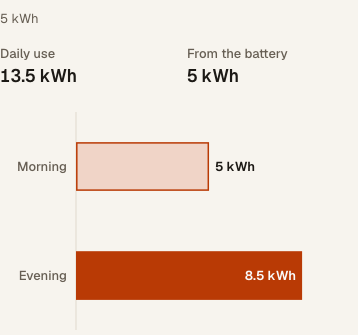 5 kWh
Daily use
From the battery
13.5 kWh
5 kWh
Morning
5 kWh
Evening
8.5 kWh